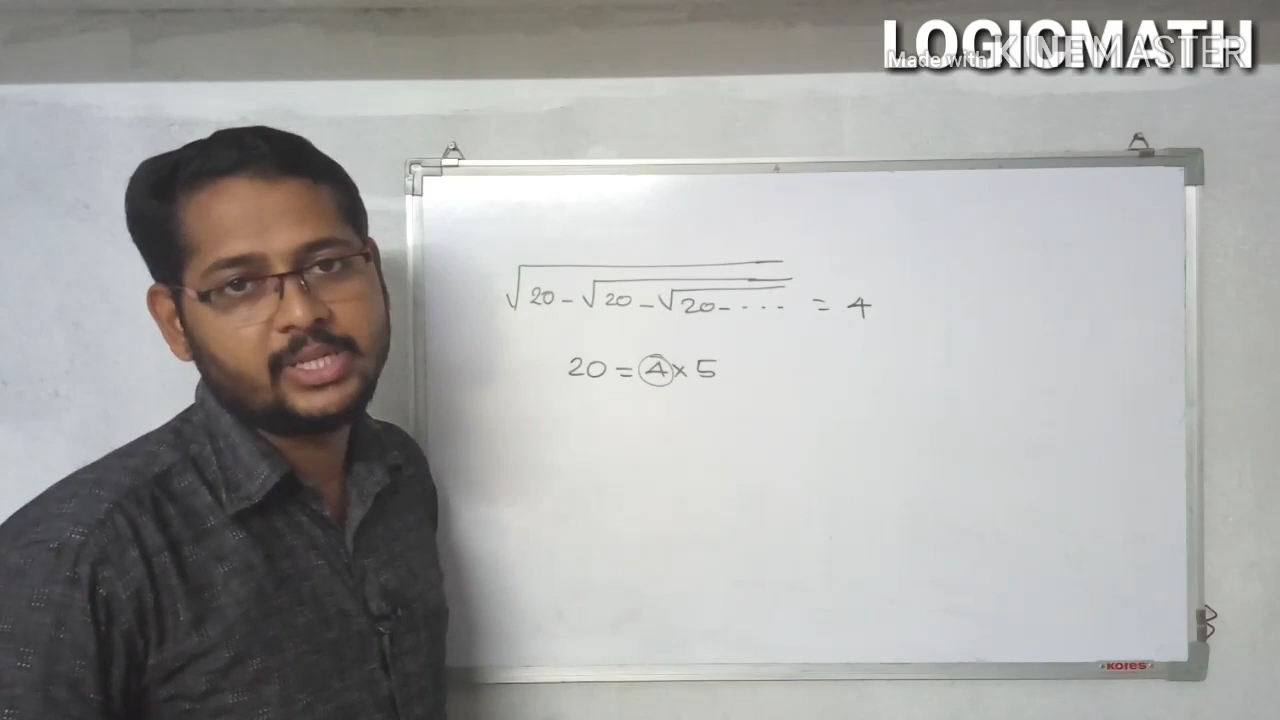 LOGICMATH
Made with KINEMASTER
√20-√20-√20-.... = 4
20 = 4 x 5
KORES